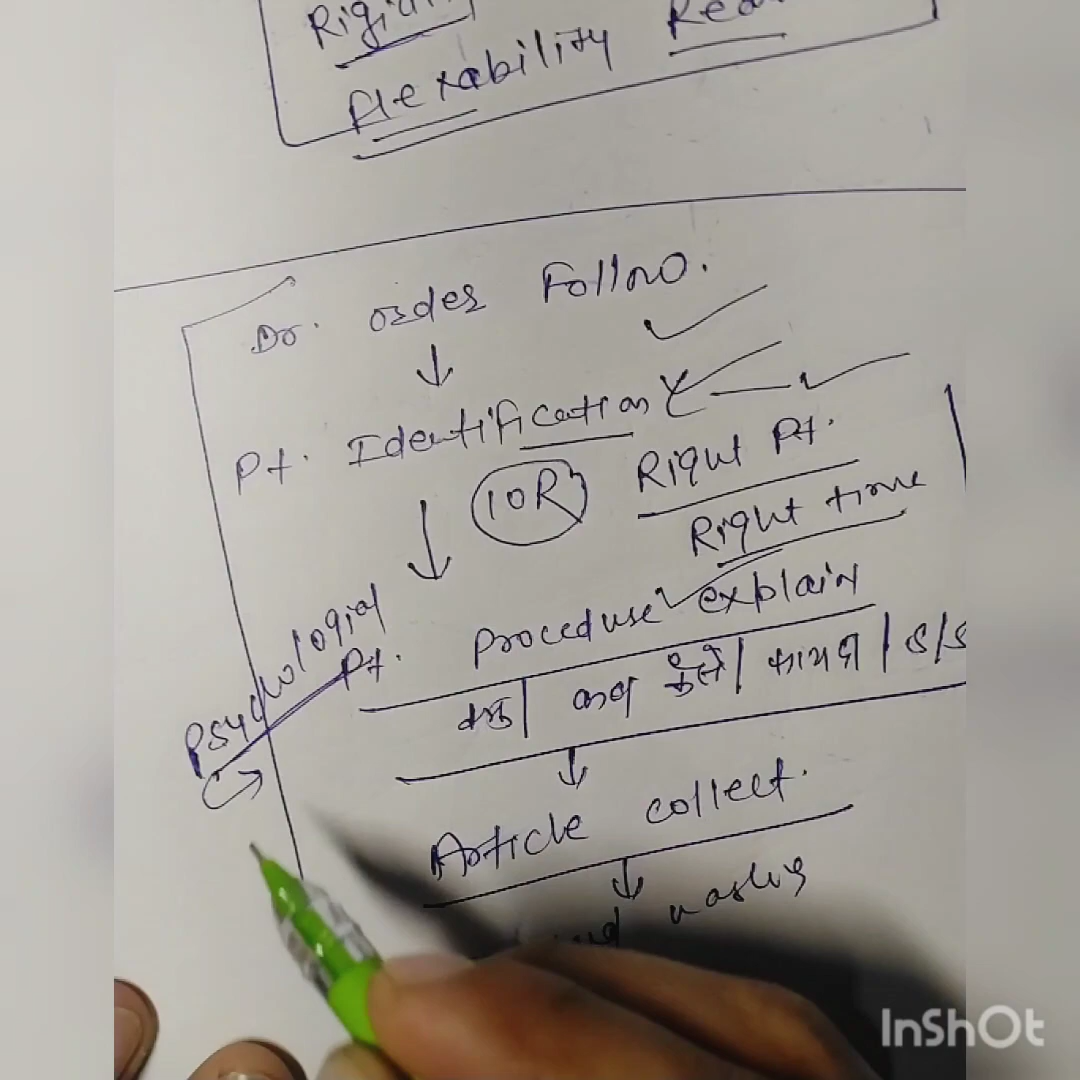 flexability
Dr. order Follow.
↓
Pt. Identification
10R Right Pt.
↓ Right time
Psychological
Pt. Procedure explain
कब कैसे | फायदा | S/S
↓
Article collect.
↓
InShOt